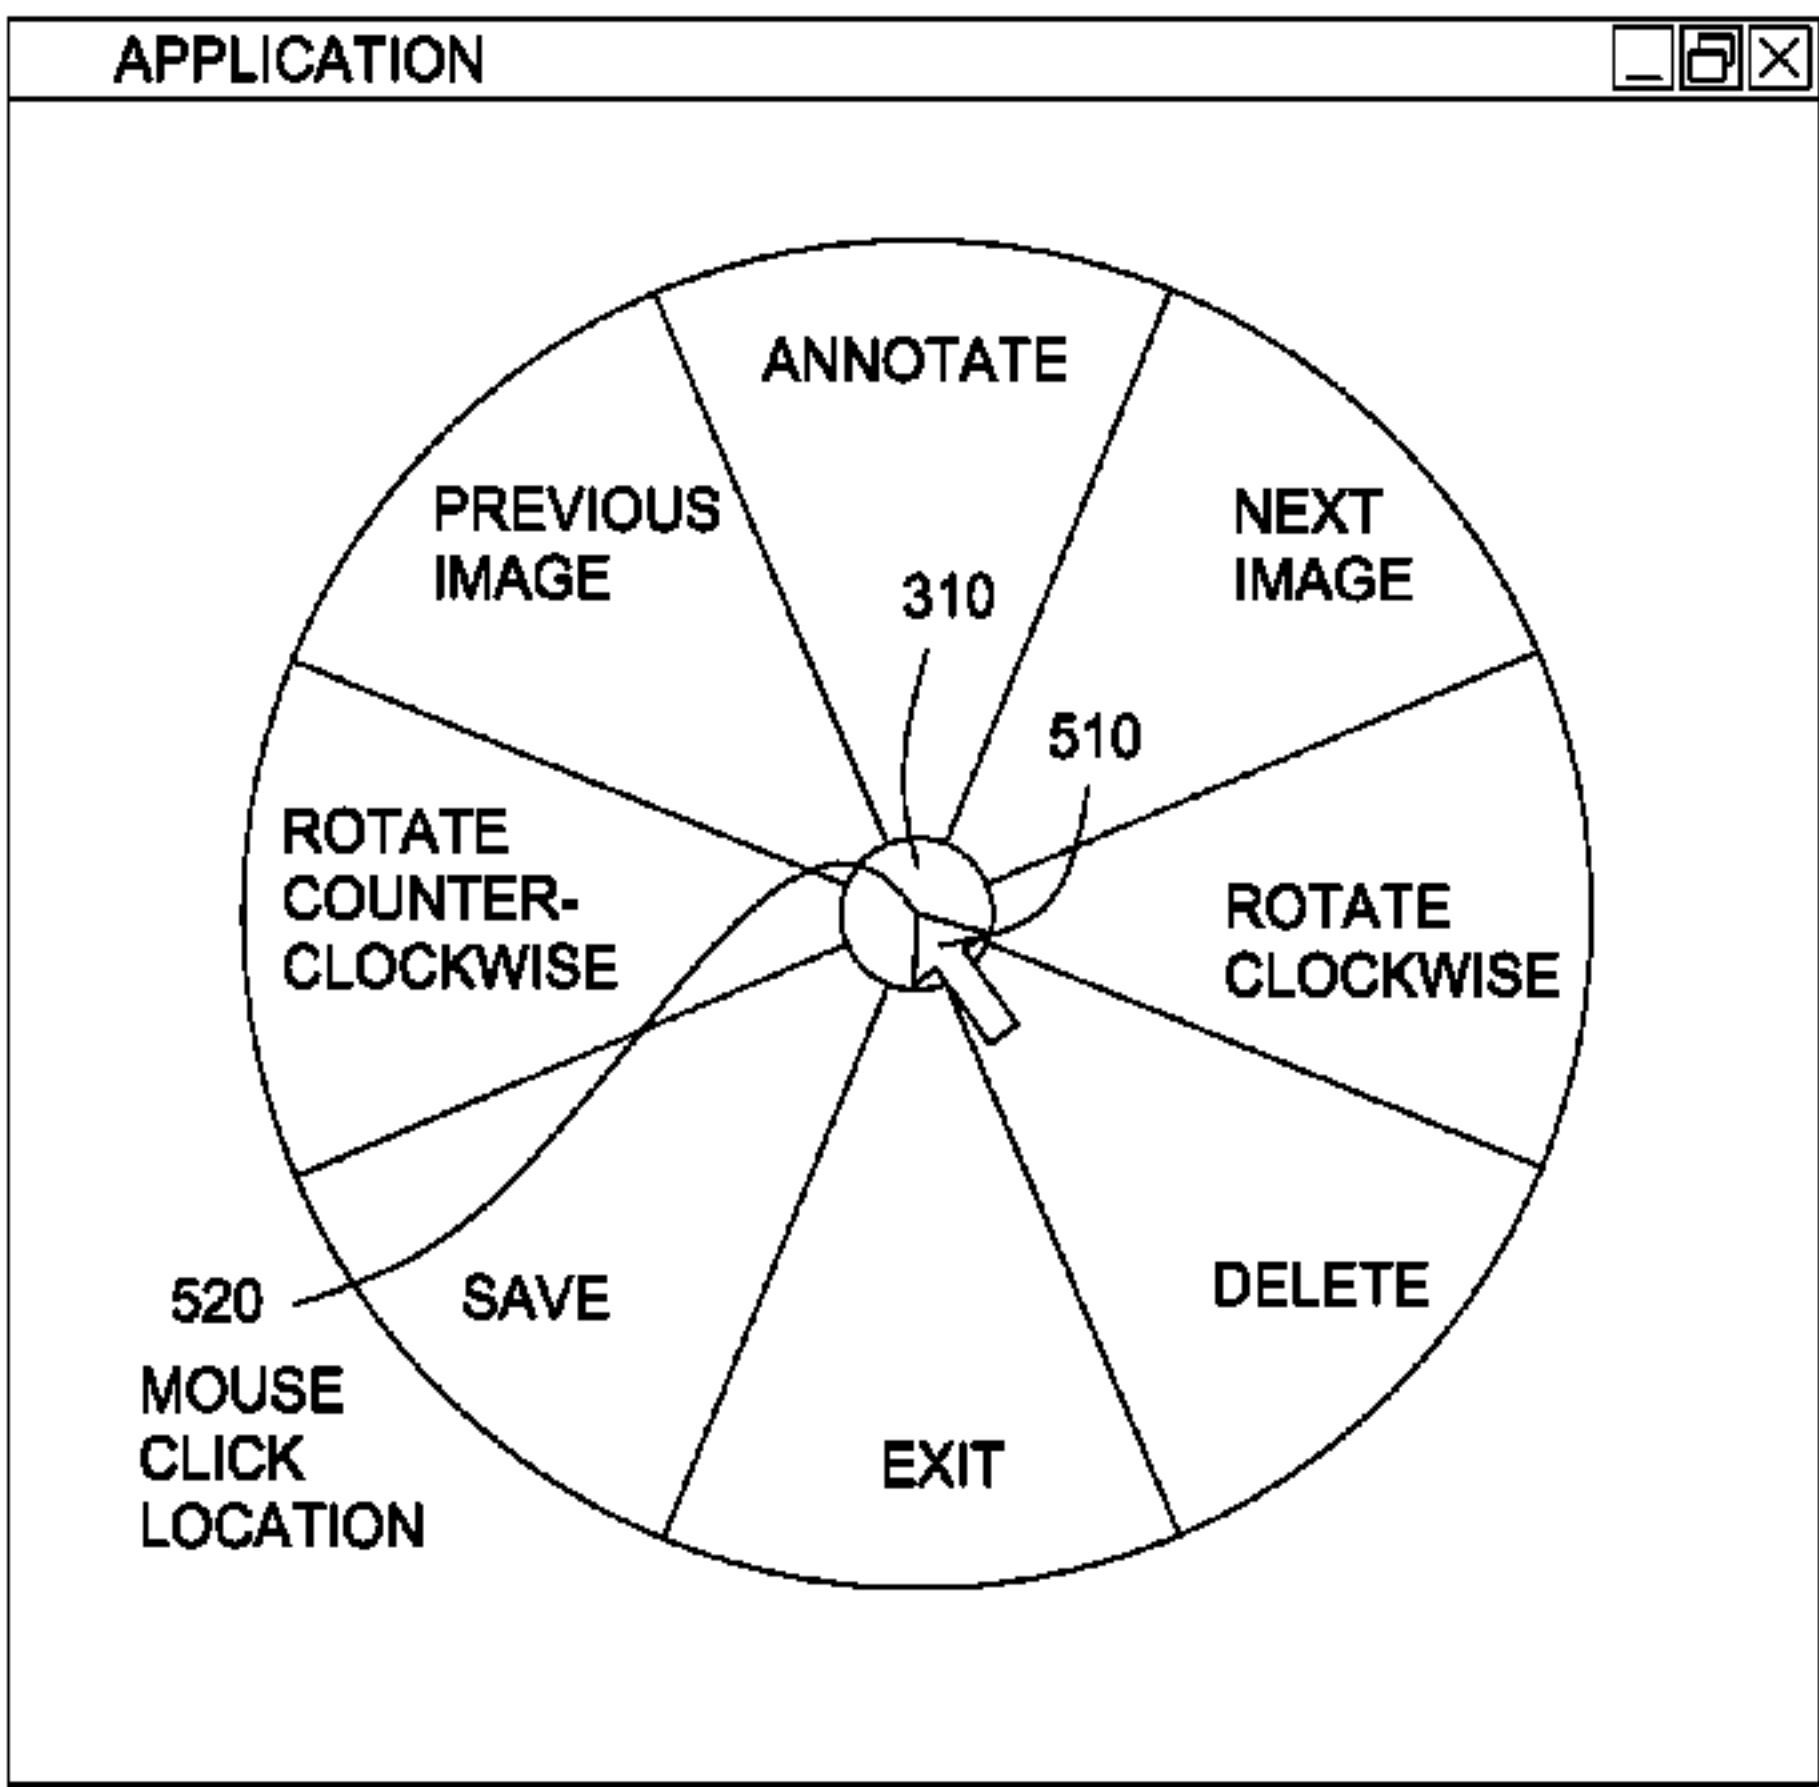 APPLICATION
ANNOTATE
PREVIOUS
IMAGE
NEXT
IMAGE
310
510
ROTATE
COUNTER-
CLOCKWISE
ROTATE
CLOCKWISE
520
MOUSE
CLICK
LOCATION
SAVE
DELETE
EXIT